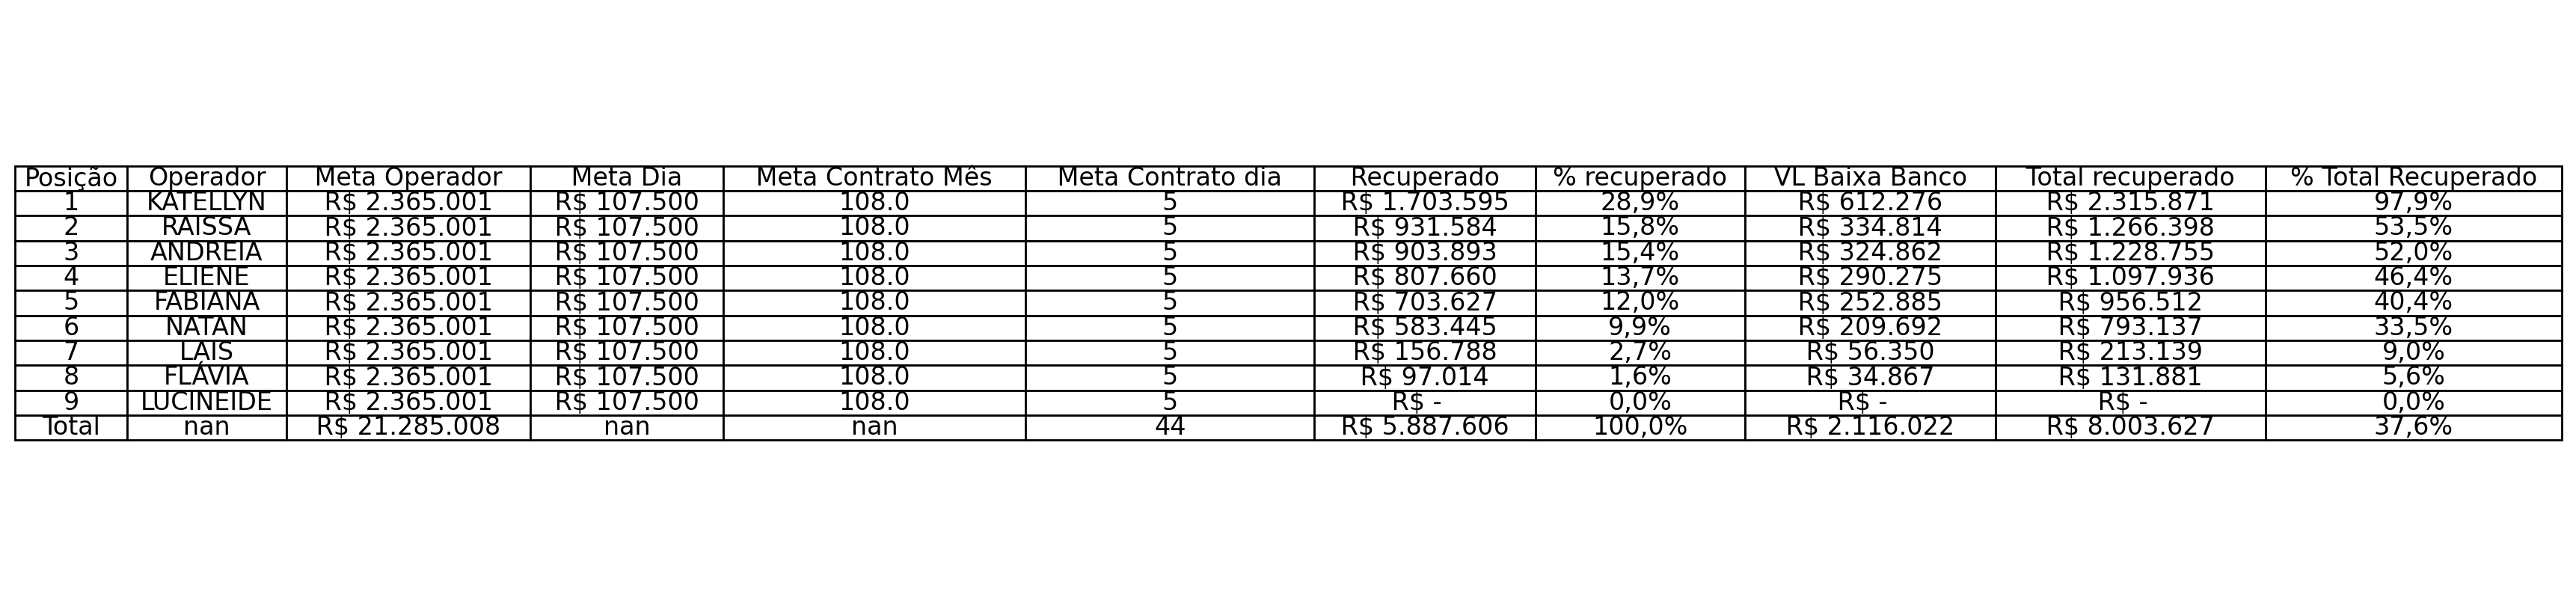 Posição Operador Meta Operador Meta Dia Meta Contrato Mês Meta Contrato dia Recuperado % recuperado VL Baixa Banco Total recuperado % Total Recuperado
1 KATELLYN R$ 2.365.001 R$ 107.500 108.0 5 R$ 1.703.595 28,9% R$ 612.276 R$ 2.315.871 97,9%
2 RAISSA R$ 2.365.001 R$ 107.500 108.0 5 R$ 931.584 15,8% R$ 334.814 R$ 1.266.398 53,5%
3 ANDREIA R$ 2.365.001 R$ 107.500 108.0 5 R$ 903.893 15,4% R$ 324.862 R$ 1.228.755 52,0%
4 ELIENE R$ 2.365.001 R$ 107.500 108.0 5 R$ 807.660 13,7% R$ 290.275 R$ 1.097.936 46,4%
5 FABIANA R$ 2.365.001 R$ 107.500 108.0 5 R$ 703.627 12,0% R$ 252.885 R$ 956.512 40,4%
6 NATAN R$ 2.365.001 R$ 107.500 108.0 5 R$ 583.445 9,9% R$ 209.692 R$ 793.137 33,5%
7 LAIS R$ 2.365.001 R$ 107.500 108.0 5 R$ 156.788 2,7% R$ 56.350 R$ 213.139 9,0%
8 FLÁVIA R$ 2.365.001 R$ 107.500 108.0 5 R$ 97.014 1,6% R$ 34.867 R$ 131.881 5,6%
9 LUCINEIDE R$ 2.365.001 R$ 107.500 108.0 5 R$ - 0,0% R$ - R$ - 0,0%
Total nan R$ 21.285.008 nan nan 44 R$ 5.887.606 100,0% R$ 2.116.022 R$ 8.003.627 37,6%